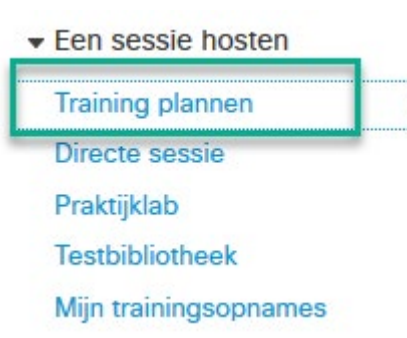 Een sessie hosten
Training plannen
Directe sessie
Praktijklab
Testbibliotheek
Mijn trainingsopnames